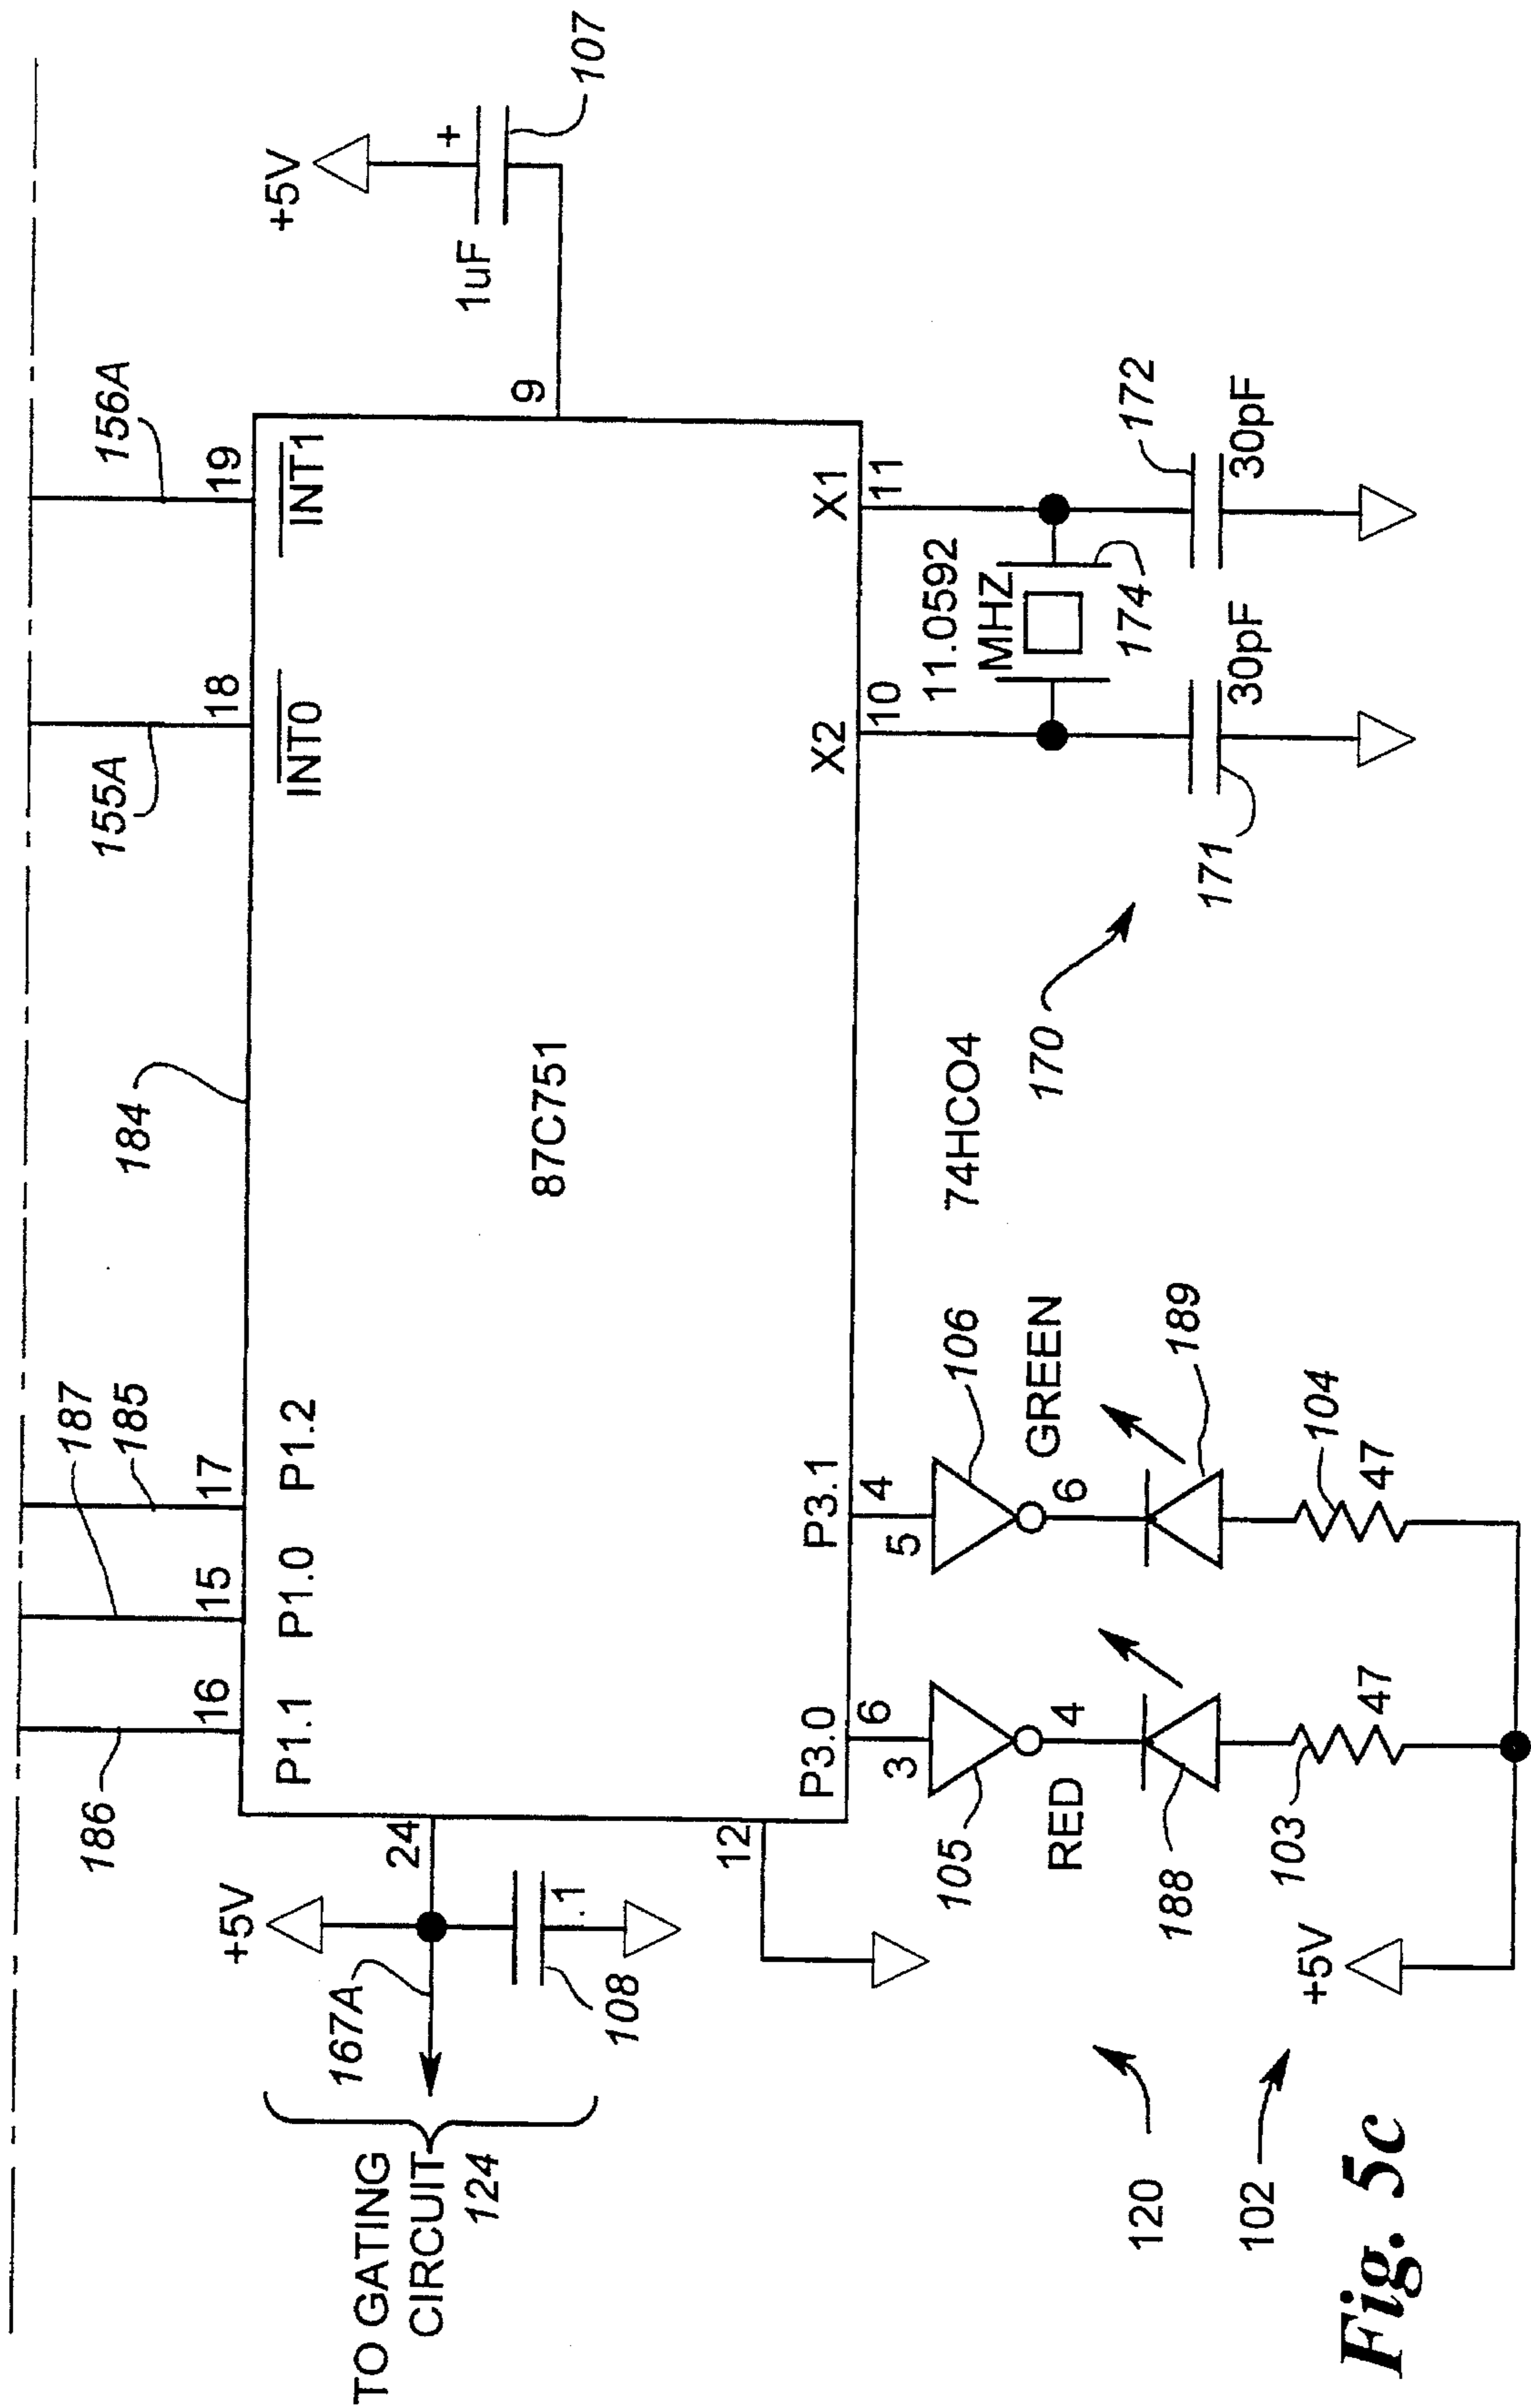 186
187
185
155A
156A
16
15
17
18
19
P1.1
P1.0
P1.2
INT0
INT1
184
+5V
+
1uF
107
9
+5V
24
167A
.1
108
TO GATING
CIRCUIT
124
12
87C751
P3.0
P3.1
X2
X1
6
4
10
11
3
5
105
106
74HCO4
11.0592
MHZ
174
RED
4
GREEN
6
188
189
170
171
172
30pF
30pF
103
47
104
47
+5V
120
102
Fig. 5c